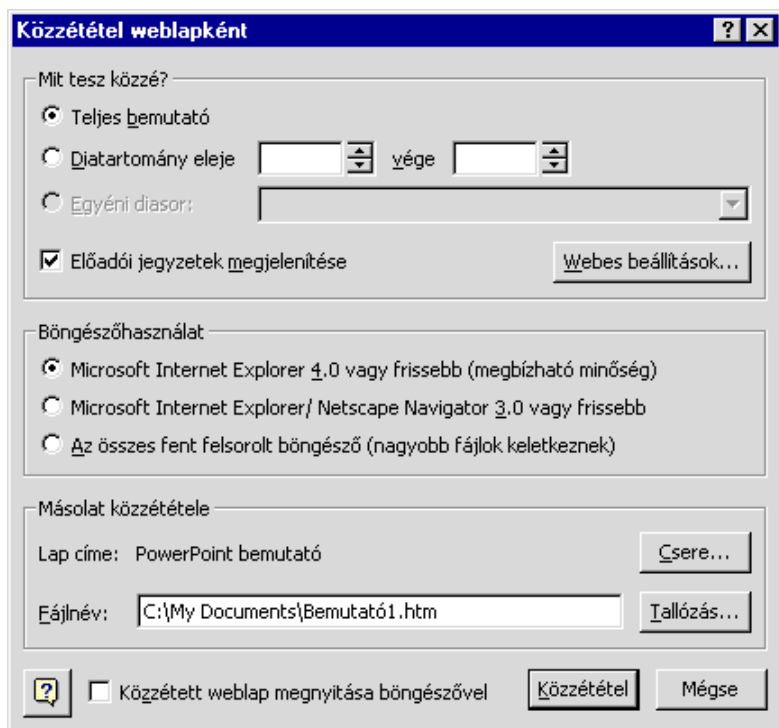 Közzététel weblapként
Mit tesz közzé?
Teljes bemutató
Diatartomány eleje vége
Egyéni diasor:
Előadói jegyzetek megjelenítése Webes beállítások...
Böngészőhasználat
Microsoft Internet Explorer 4.0 vagy frissebb (megbízható minőség)
Microsoft Internet Explorer/ Netscape Navigator 3.0 vagy frissebb
Az összes fent felsorolt böngésző (nagyobb fájlok keletkeznek)
Másolat közzététele
Lap címe: PowerPoint bemutató Csere...
Fájlnév: C:\My Documents\Bemutató1.htm Tallózás...
Közzétett weblap megnyitása böngészővel Közzététel Mégse